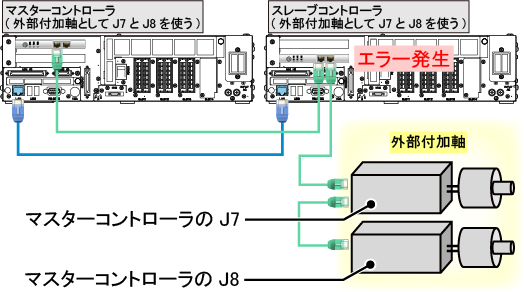 マスターコントローラ
（外部付加軸として J7 と J8 を使う）
スレーブコントローラ
（外部付加軸として J7 と J8 を使う）
エラー発生
外部付加軸
マスターコントローラの J7
マスターコントローラの J8